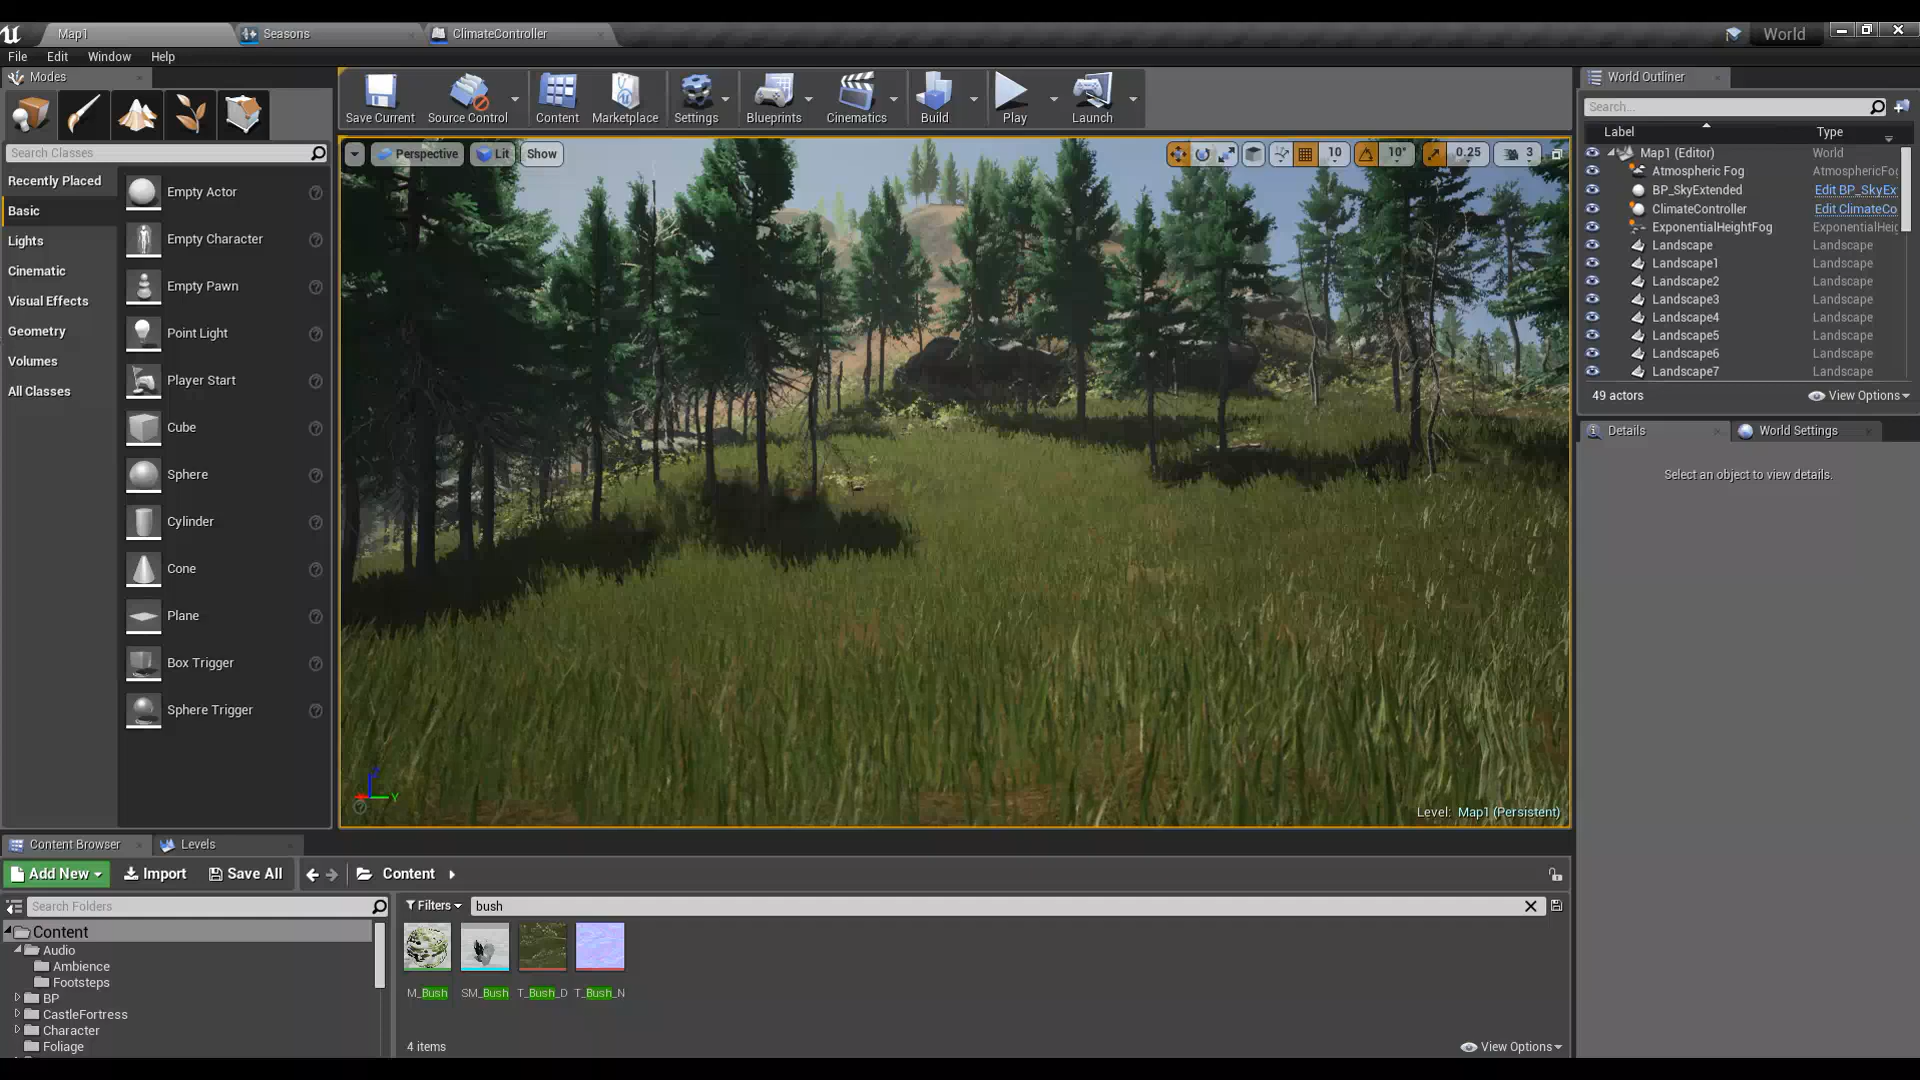 Map1
Seasons
ClimateController
World
File Edit Window Help
Modes
Search Classes
Recently Placed
Basic
Lights
Cinematic
Visual Effects
Geometry
Volumes
All Classes
Empty Actor
Empty Character
Empty Pawn
Point Light
Player Start
Cube
Sphere
Cylinder
Cone
Plane
Box Trigger
Sphere Trigger
Save Current
Source Control
Content
Marketplace
Settings
Blueprints
Cinematics
Build
Play
Launch
Perspective
Lit
Show
10
10°
0.25
3
Y
Level: Map1 (Persistent)
World Outliner
Search...
Label Type
Map1 (Editor) World
Atmospheric Fog AtmosphericFog
BP_SkyExtended Edit BP_SkyEx
ClimateController Edit ClimateCo
ExponentialHeightFog ExponentialHeig
Landscape Landscape
Landscape1 Landscape
Landscape2 Landscape
Landscape3 Landscape
Landscape4 Landscape
Landscape5 Landscape
Landscape6 Landscape
Landscape7 Landscape
49 actors
View Options
Details
World Settings
Select an object to view details.
Content Browser
Levels
Add New
Import
Save All
Content
Search Folders
Filters
bush
Content
Audio
Ambience
Footsteps
BP
CastleFortress
Character
Foliage
M_Bush
SM_Bush
T_Bush_D
T_Bush_N
4 items
View Options